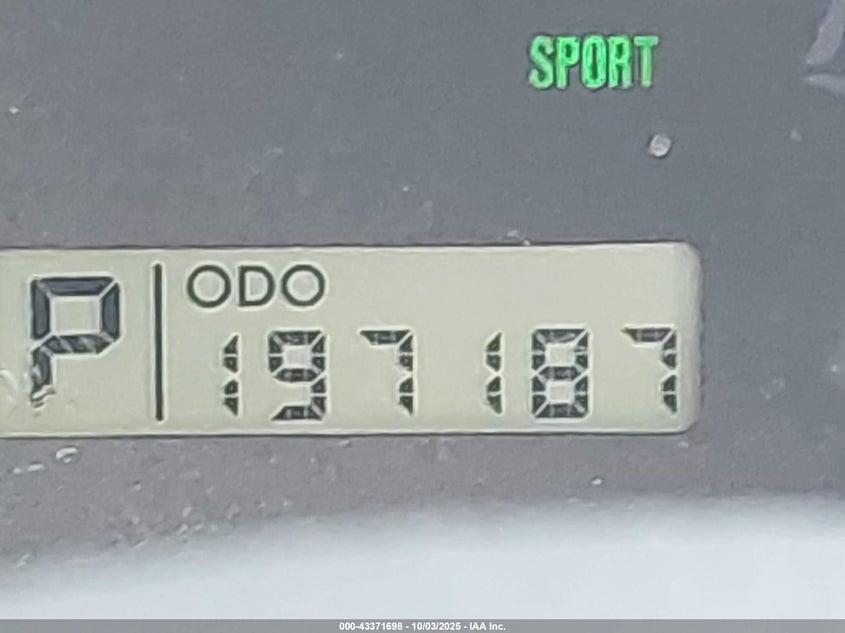 SPORT
P
ODO
197187
000-43371698 - 10/03/2025 - IAA Inc.